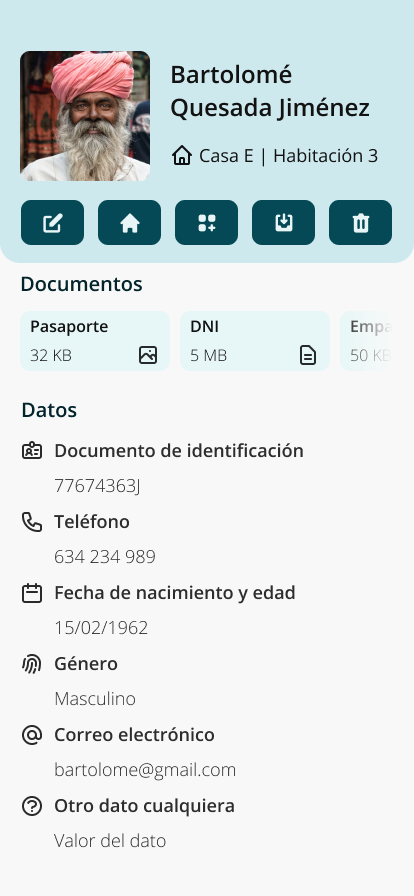 Bartolomé
Quesada Jiménez
Casa E | Habitación 3
Documentos
Pasaporte
32 KB
DNI
5 MB
Empa
50 KB
Datos
Documento de identificación
77674363J
Teléfono
634 234 989
Fecha de nacimiento y edad
15/02/1962
Género
Masculino
Correo electrónico
bartolome@gmail.com
Otro dato cualquiera
Valor del dato